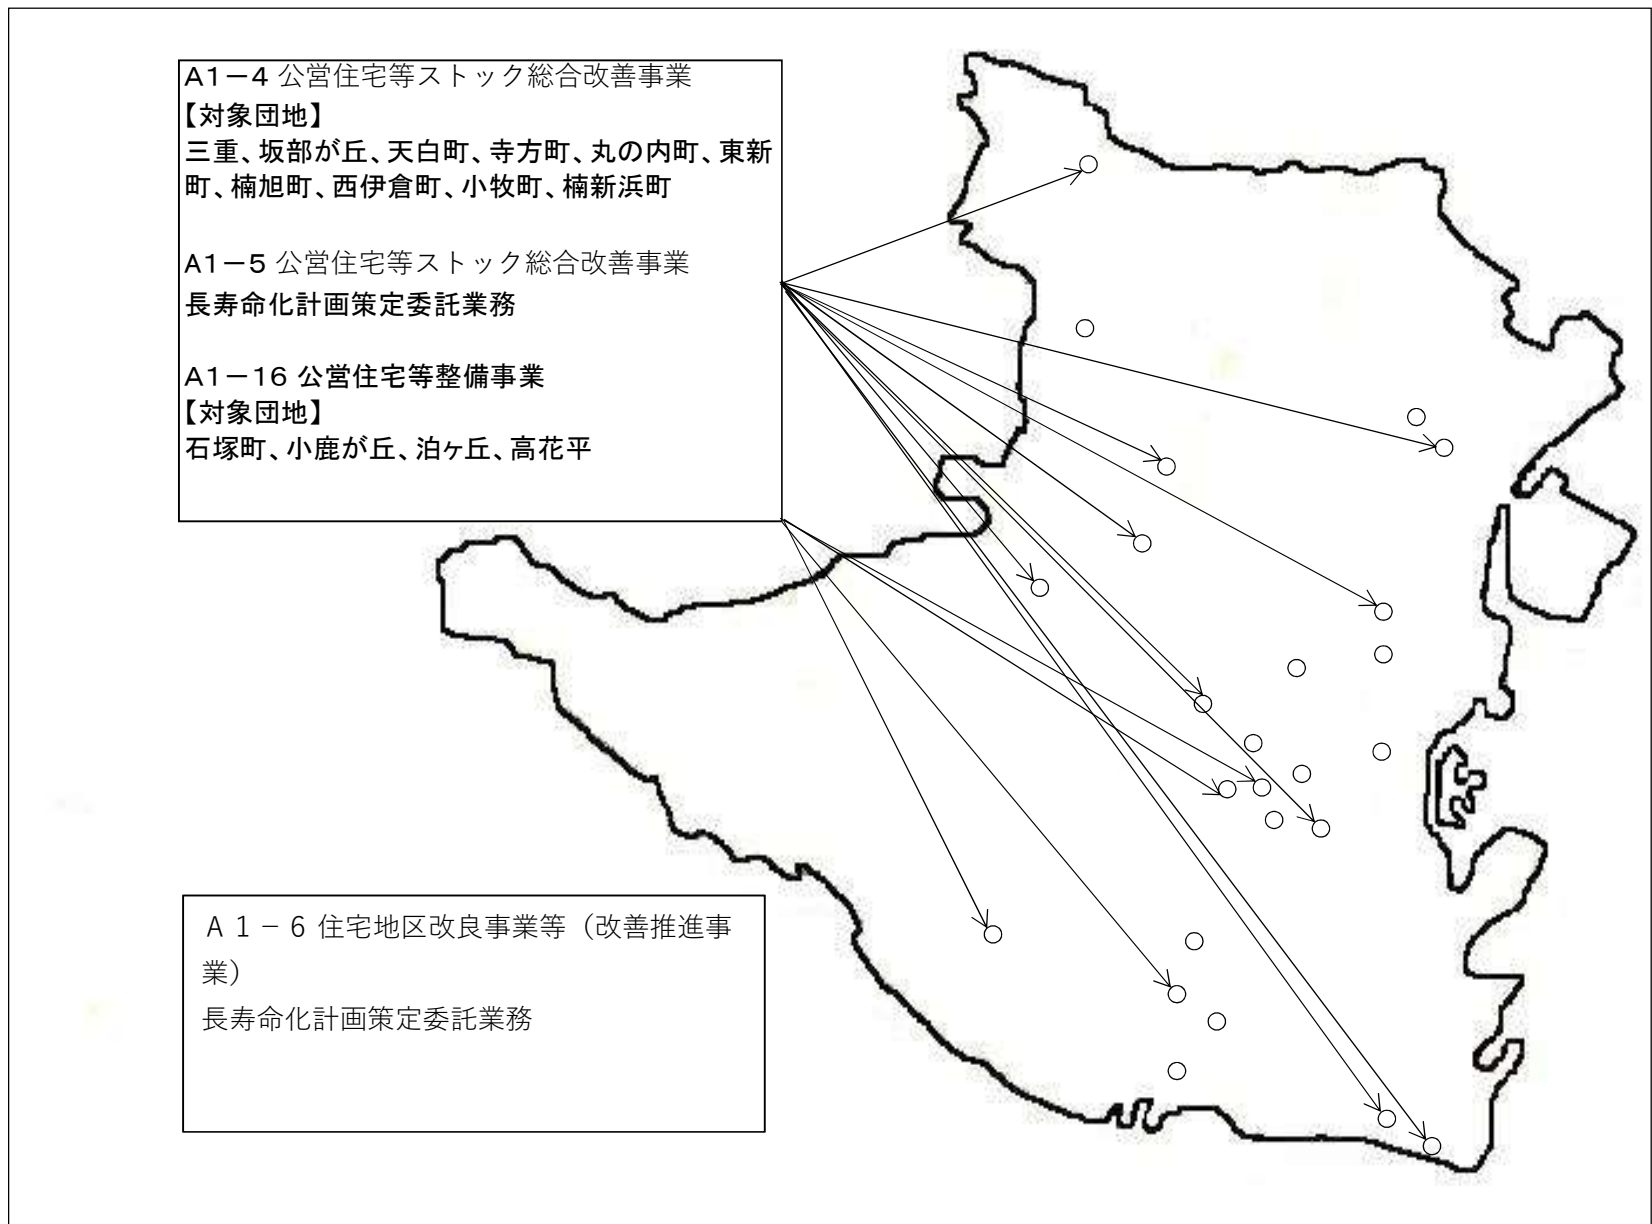 A1－4 公営住宅等ストック総合改善事業
【対象団地】
三重、坂部が丘、天白町、寺方町、丸の内町、東新
町、楠旭町、西伊倉町、小牧町、楠新浜町
A1－5 公営住宅等ストック総合改善事業
長寿命化計画策定委託業務
A1－16 公営住宅等整備事業
【対象団地】
石塚町、小鹿が丘、泊ヶ丘、高花平
Ａ１－６ 住宅地区改良事業等（改善推進事
業）
長寿命化計画策定委託業務